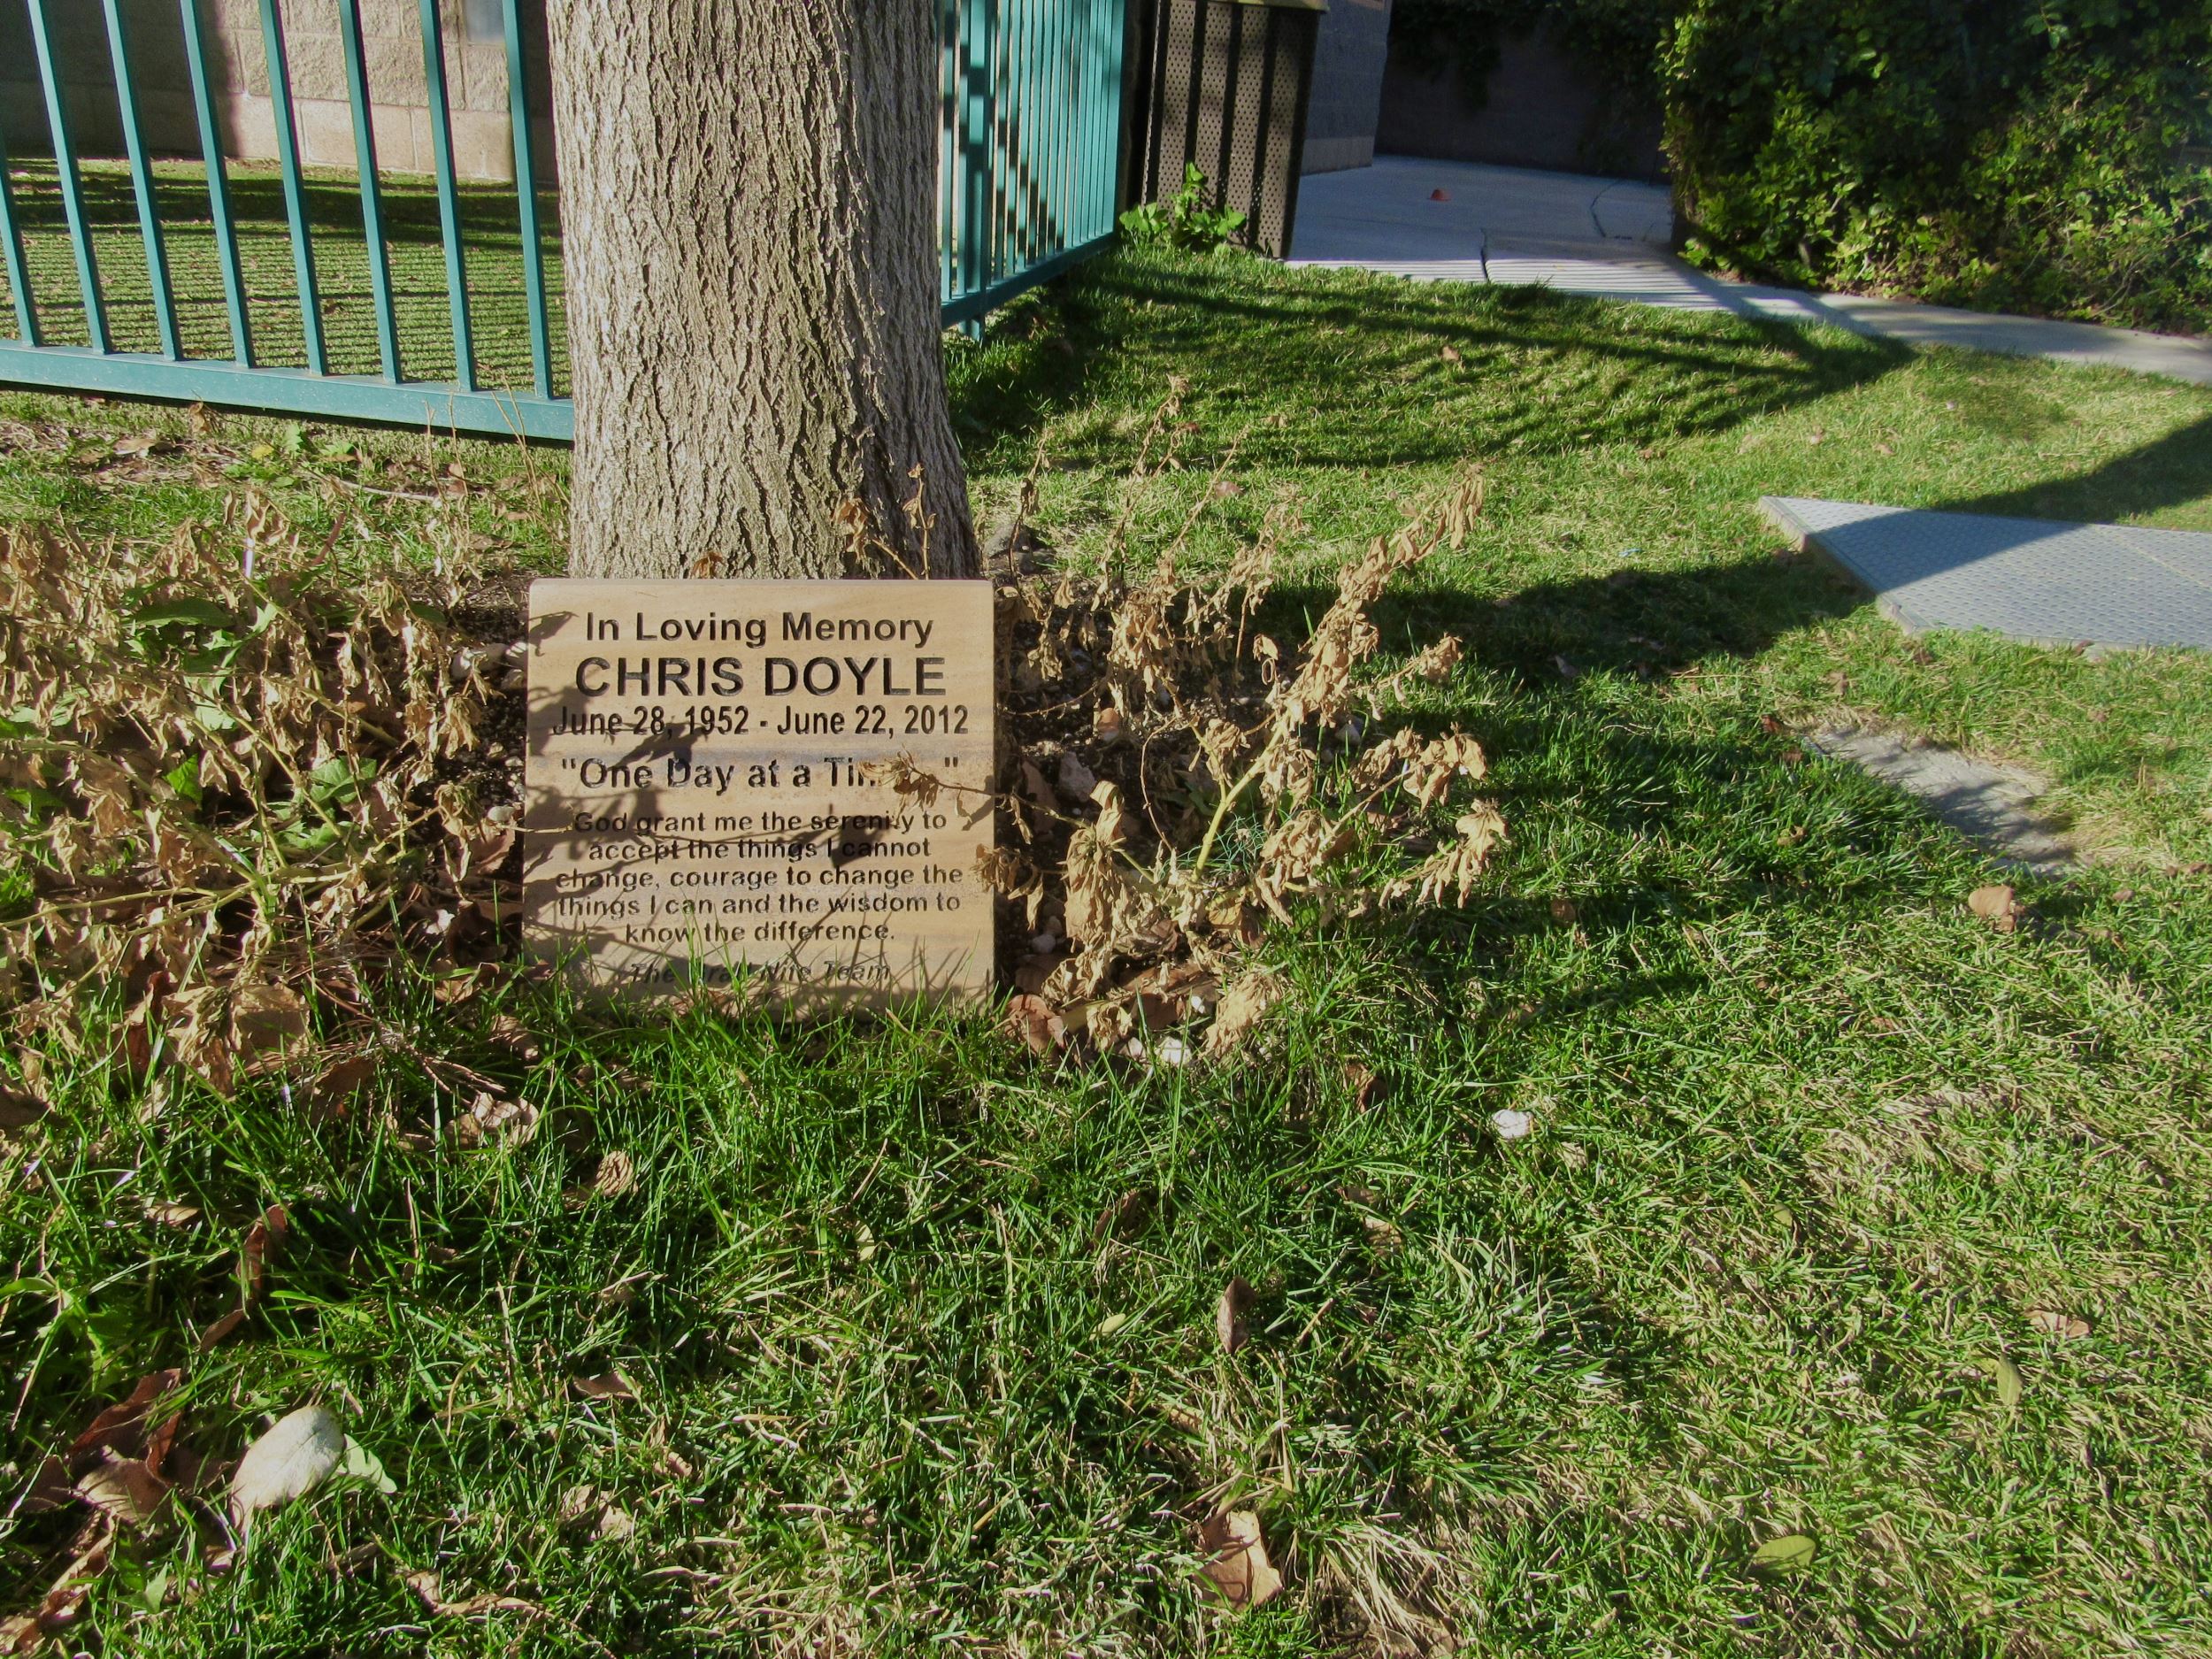 In Loving Memory
CHRIS DOYLE
June 28, 1952 - June 22, 2012
"One Day at a Time"
God grant me the serenity to
accept the things I cannot
change, courage to change the
things I can and the wisdom to
know the difference.
The Team